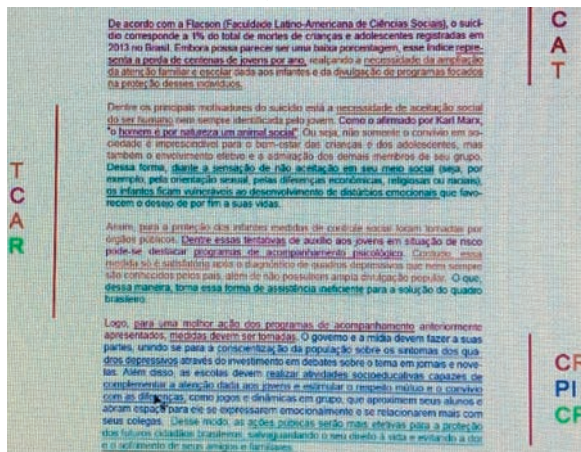 De acordo com a Flacson (Faculdade Latino-Americana de Ciências Sociais), o suicí-
dio corresponde a 1% do total de mortes de crianças e adolescentes registradas em
2013 no Brasil. Embora possa parecer ser uma baixa porcentagem, esse índice repre-
senta a perda de centenas de jovens por ano, realçando a necessidade da ampliação
da atenção familiar e escolar dada aos infantes e da divulgação de programas focados
na proteção desses indivíduos.
C
A
T
Dentre os principais motivadores do suicídio está a necessidade de aceitação social
do ser humano nem sempre identificada pelo jovem. Como o afirmado por Karl Marx,
"o homem é por natureza um animal social". Ou seja, não somente o convívio em so-
ciedade é imprescindível para o bem-estar das crianças e dos adolescentes, mas
também o envolvimento efetivo e a admiração dos demais membros de seu grupo.
Dessa forma, diante a sensação de não aceitação em seu meio social (seja, por
exemplo, pela orientação sexual, pelas diferenças econômicas, religiosas ou raciais),
os infantes ficam vulneráveis ao desenvolvimento de distúrbios emocionais que favo-
recem o desejo de por fim a suas vidas.
T
C
A
R
Assim, para a proteção dos infantes medidas de controle social foram tomadas por
órgãos públicos. Dentre essas tentativas de auxílio aos jovens em situação de risco
pode-se destacar programas de acompanhamento psicológico. Contudo, essa
medida só é satisfatória após o diagnóstico de quadros depressivos que nem sempre
são conhecidos pelos pais, além de não possuírem ampla divulgação popular. O que,
dessa maneira, torna essa forma de assistência ineficiente para a solução do quadro
brasileiro.
Logo, para uma melhor ação dos programas de acompanhamento anteriormente
apresentados, medidas devem ser tomadas. O governo e a mídia devem fazer a suas
partes, unindo se para a conscientização da população sobre os sintomas dos qua-
dros depressivos através do investimento em debates sobre o tema em jornais e nove-
las. Além disso, as escolas devem realizar atividades socioeducativas capazes de
complementar a atenção dada aos jovens e estimular o respeito mútuo e o convívio
com as diferenças, como jogos e dinâmicas em grupo, que aproximem seus alunos e
abram espaço para ele se expressarem emocionalmente e se relacionarem mais com
seus colegas. Desse modo, as ações públicas serão mais efetivas para a proteção
dos futuros cidadãos brasileiros, salvaguardando o seu direito à vida e evitando a dor
e o sofrimento de seus amigos e familiares.
CR
PI
CF